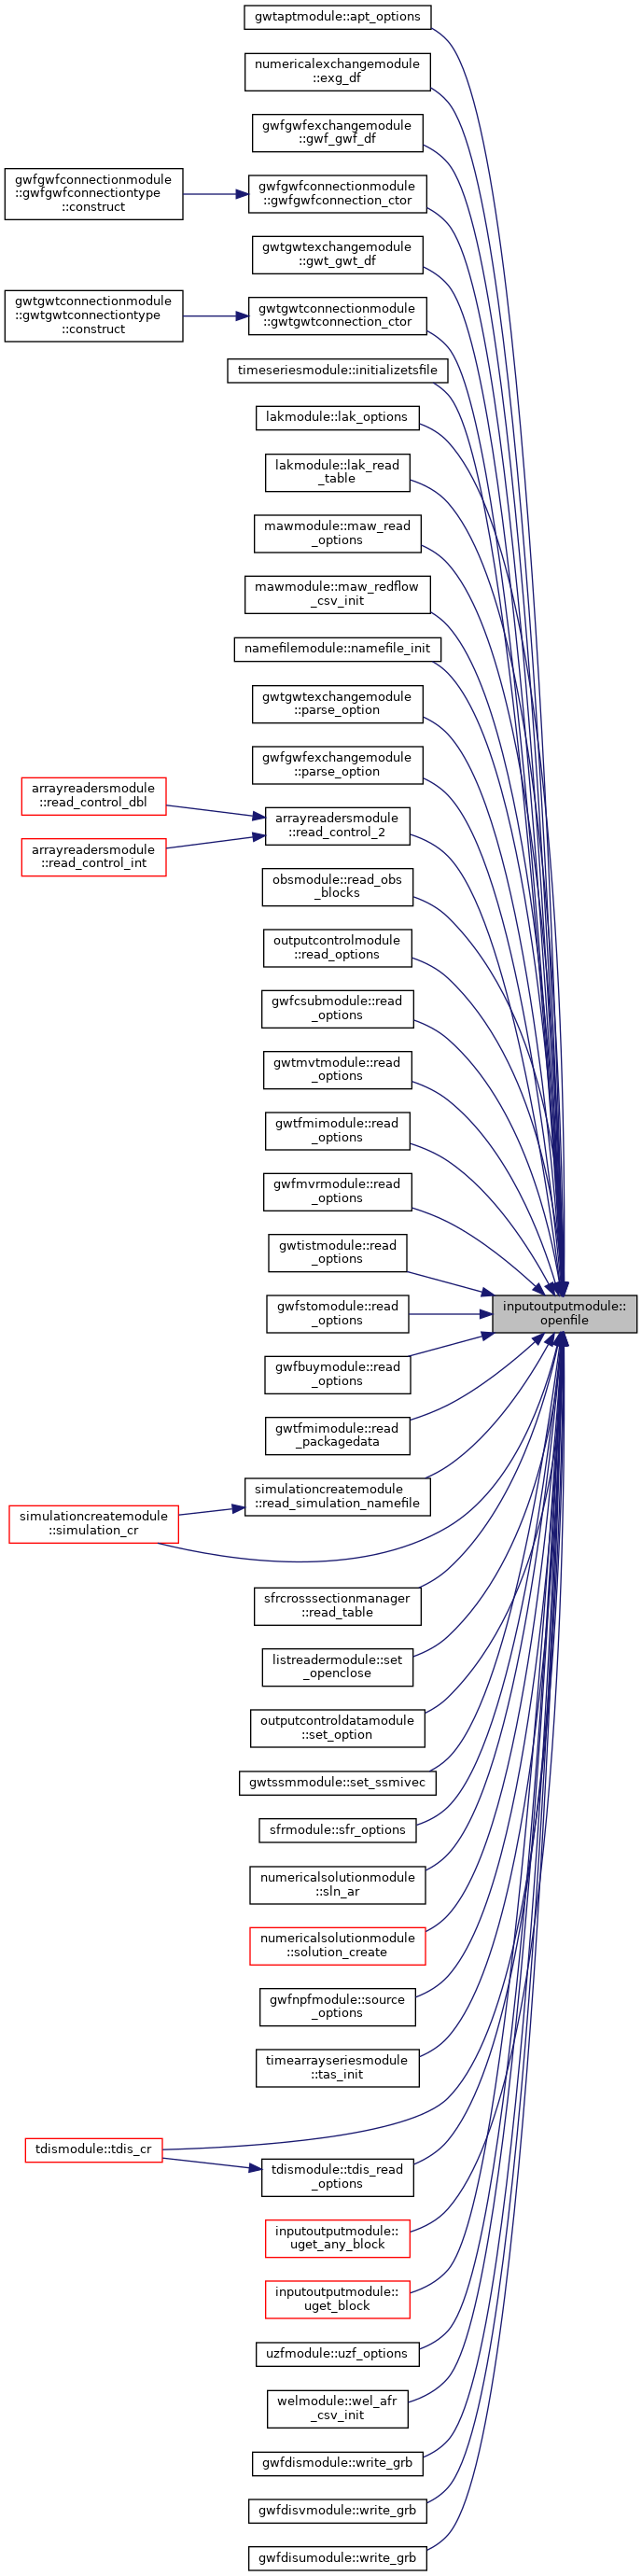 gwtaptmodule::apt_options
numericalexchangemodule
::exg_df
gwfgwfexchangemodule
::gwf_gwf_df
gwfgwfconnectionmodule
::gwfgwfconnectiontype
::construct
gwfgwfconnectionmodule
::gwfgwfconnection_ctor
gwtgwtexchangemodule
::gwt_gwt_df
gwtgwtconnectionmodule
::gwtgwtconnectiontype
::construct
gwtgwtconnectionmodule
::gwtgwtconnection_ctor
timeseriesmodule::initializetsfile
lakmodule::lak_options
lakmodule::lak_read
_table
mawmodule::maw_read
_options
mawmodule::maw_redflow
_csv_init
namefilemodule::namefile_init
gwtgwtexchangemodule
::parse_option
gwfgwfexchangemodule
::parse_option
arrayreadersmodule
::read_control_dbl
arrayreadersmodule
::read_control_int
arrayreadersmodule
::read_control_2
obsmodule::read_obs
_blocks
outputcontrolmodule
::read_options
gwfcsubmodule::read
_options
gwtmvtmodule::read
_options
gwtfmimodule::read
_options
gwfmvrmodule::read
_options
gwtistmodule::read
_options
inputoutputmodule::
openfile
gwfstomodule::read
_options
gwfbuymodule::read
_options
gwtfmimodule::read
_packagedata
simulationcreatemodule
::read_simulation_namefile
simulationcreatemodule
::simulation_cr
sfrcrosssectionmanager
::read_table
listreadermodule::set
_openclose
outputcontroldatamodule
::set_option
gwtssmmodule::set_ssmivec
sfrmodule::sfr_options
numericalsolutionmodule
::sln_ar
numericalsolutionmodule
::solution_create
gwfnpfmodule::source
_options
timearrayseriesmodule
::tas_init
tdismodule::tdis_cr
tdismodule::tdis_read
_options
inputoutputmodule::
uget_any_block
inputoutputmodule::
uget_block
uzfmodule::uzf_options
welmodule::wel_afr
_csv_init
gwfdismodule::write_grb
gwfdisvmodule::write_grb
gwfdisumodule::write_grb